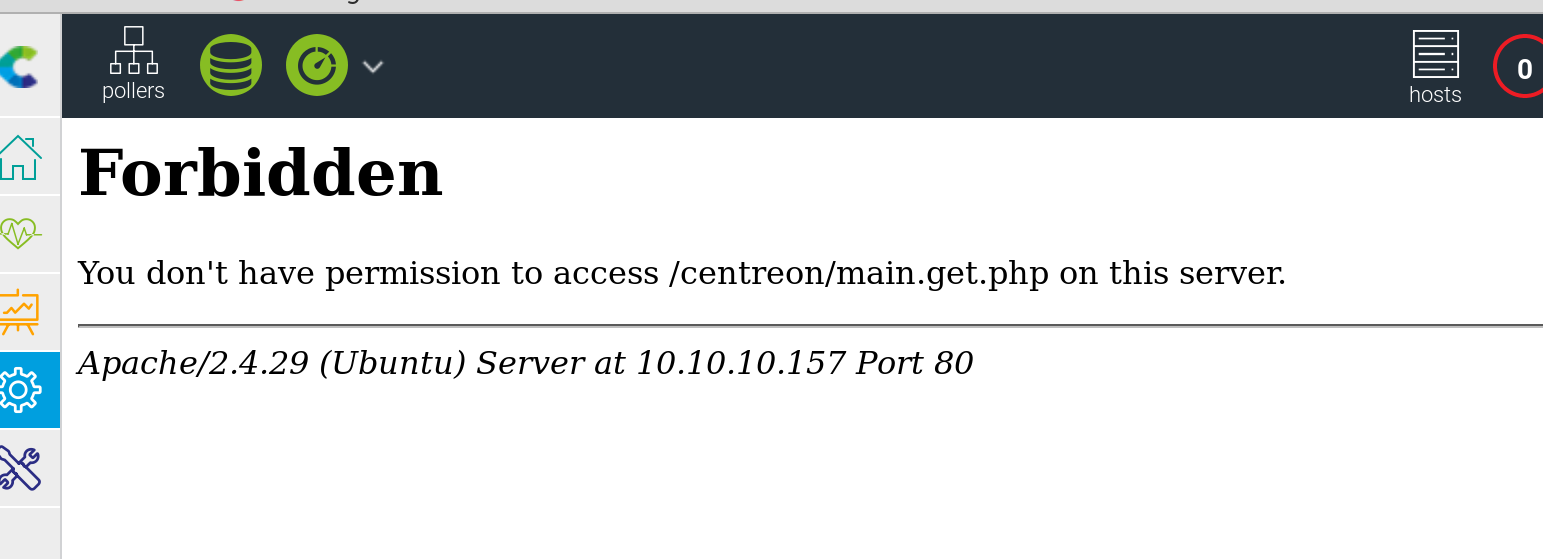 pollers
hosts
0
Forbidden
You don't have permission to access /centreon/main.get.php on this server.
Apache/2.4.29 (Ubuntu) Server at 10.10.10.157 Port 80